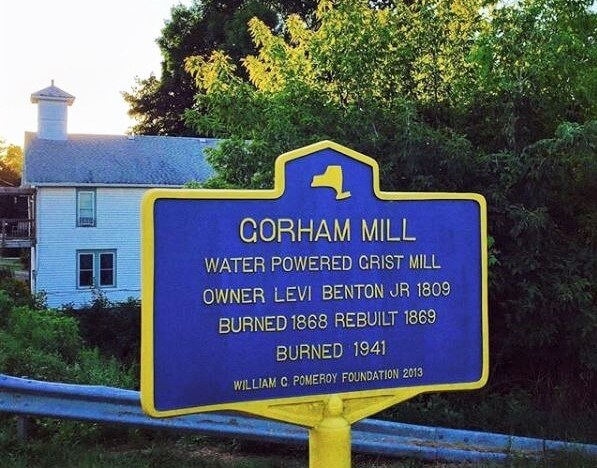 GORHAM MILL
WATER POWERED GRIST MILL
OWNER LEVI BENTON JR 1809
BURNED 1868 REBUILT 1869
BURNED 1941
WILLIAM G. POMEROY FOUNDATION 2013